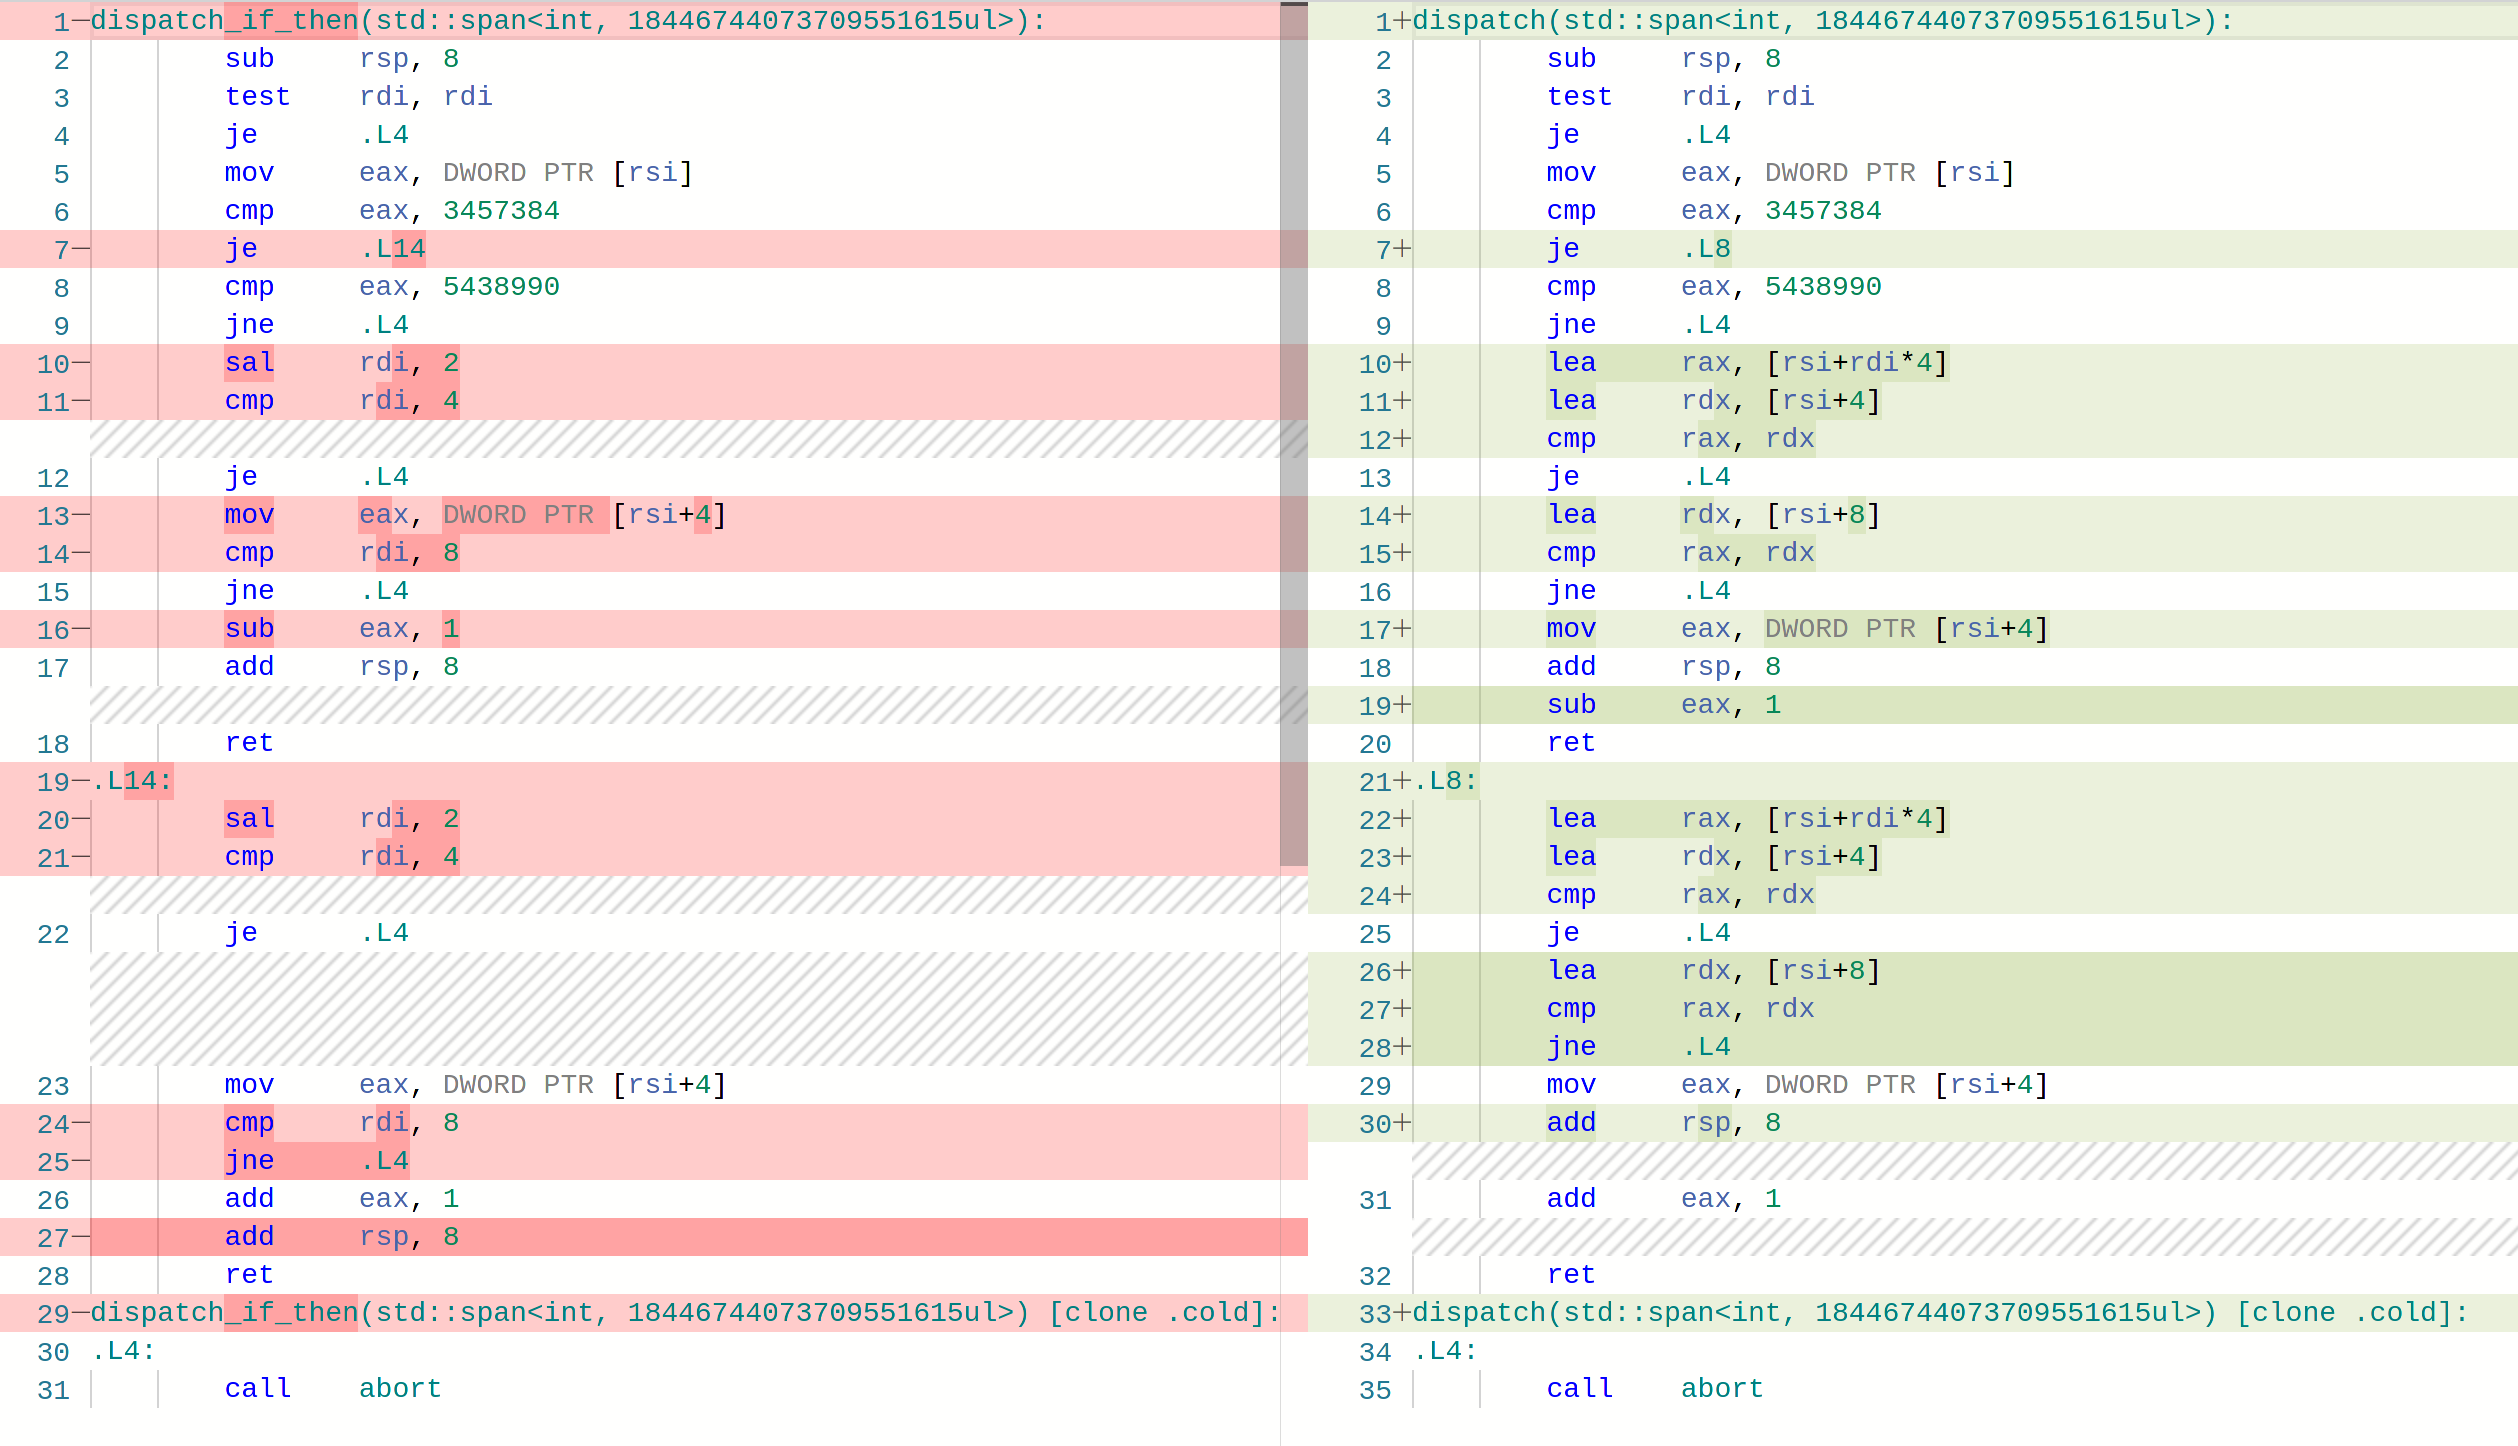 1—dispatch_if_then(std::span<int, 18446744073709551615ul>):
2 sub rsp, 8
3 test rdi, rdi
4 je .L4
5 mov eax, DWORD PTR [rsi]
6 cmp eax, 3457384
7— je .L14
8 cmp eax, 5438990
9 jne .L4
10— sal rdi, 2
11— cmp rdi, 4
12 je .L4
13— mov eax, DWORD PTR [rsi+4]
14— cmp rdi, 8
15 jne .L4
16— sub eax, 1
17 add rsp, 8
18 ret
19—.L14:
20— sal rdi, 2
21— cmp rdi, 4
22 je .L4
23 mov eax, DWORD PTR [rsi+4]
24— cmp rdi, 8
25— jne .L4
26 add eax, 1
27— add rsp, 8
28 ret
29—dispatch_if_then(std::span<int, 18446744073709551615ul>) [clone .cold]:
30 .L4:
31 call abort
1+dispatch(std::span<int, 18446744073709551615ul>):
2 sub rsp, 8
3 test rdi, rdi
4 je .L4
5 mov eax, DWORD PTR [rsi]
6 cmp eax, 3457384
7+ je .L8
8 cmp eax, 5438990
9 jne .L4
10+ lea rax, [rsi+rdi*4]
11+ lea rdx, [rsi+4]
12+ cmp rax, rdx
13 je .L4
14+ lea rdx, [rsi+8]
15+ cmp rax, rdx
16 jne .L4
17+ mov eax, DWORD PTR [rsi+4]
18 add rsp, 8
19+ sub eax, 1
20 ret
21+.L8:
22+ lea rax, [rsi+rdi*4]
23+ lea rdx, [rsi+4]
24+ cmp rax, rdx
25 je .L4
26+ lea rdx, [rsi+8]
27+ cmp rax, rdx
28+ jne .L4
29 mov eax, DWORD PTR [rsi+4]
30+ add rsp, 8
31 add eax, 1
32 ret
33+dispatch(std::span<int, 18446744073709551615ul>) [clone .cold]:
34 .L4:
35 call abort